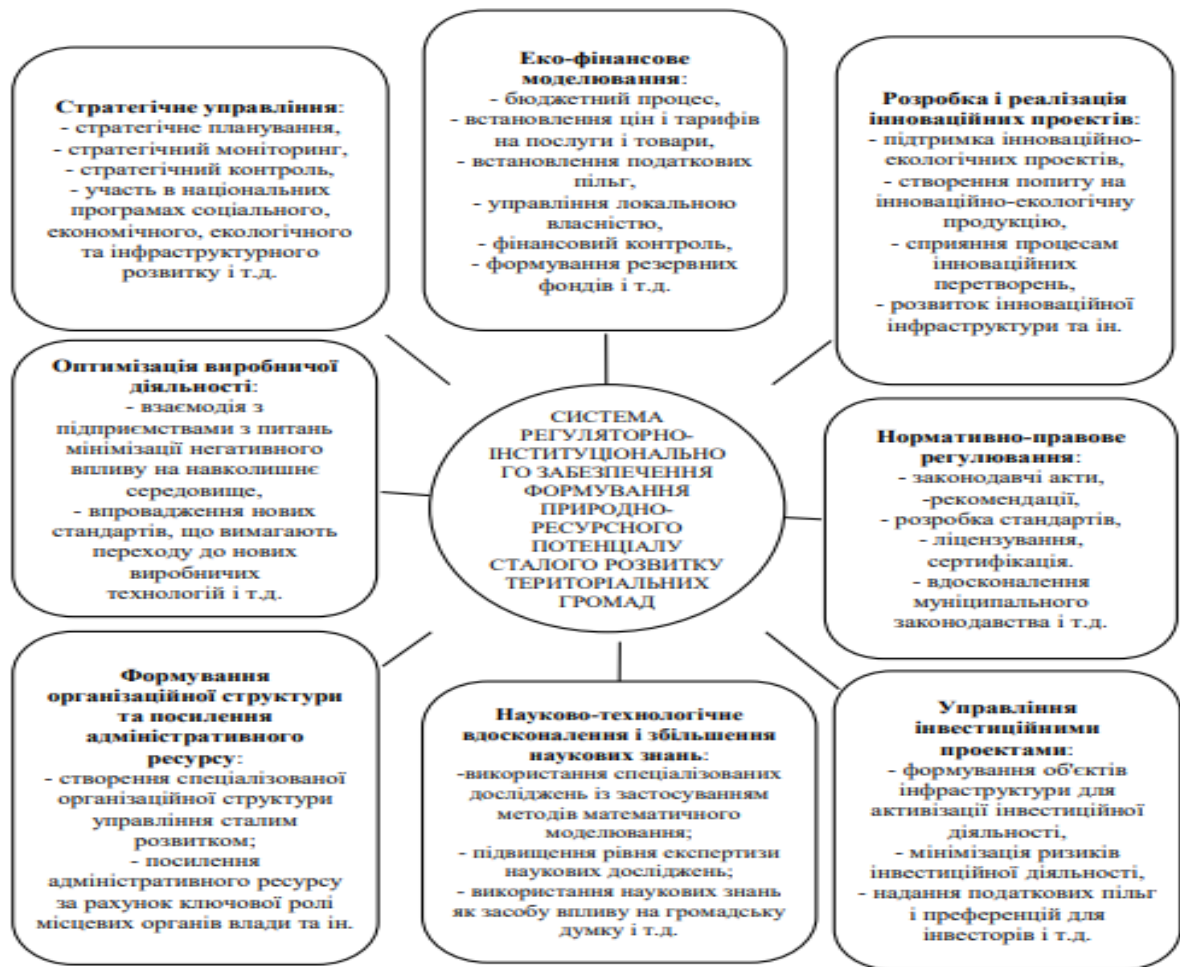 Стратегічне управління:
- стратегічне планування,
- стратегічний моніторинг,
- стратегічний контроль,
- участь в національних
програмах соціального,
економічного, екологічного
та інфраструктурного
розвитку і т.д.
Еко-фінансове
моделювання:
- бюджетний процес,
- встановлення цін і тарифів
на послуги і товари,
- встановлення податкових
пільг,
- управління локальною
власністю,
- фінансовий контроль,
- формування резервних
фондів і т.д.
Розробка і реалізація
інноваційних проектів:
- підтримка інноваційно-
екологічних проектів,
- створення попиту на
інноваційно-екологічну
продукцію,
- сприяння процесам
інноваційних
перетворень,
- розвиток інноваційної
інфраструктури та ін.
Оптимізація виробничої
діяльності:
- взаємодія з
підприємствами з питань
мінімізації негативного
впливу на навколишнє
середовище,
- впровадження нових
стандартів, що вимагають
переходу до нових
виробничих
технологій і т.д.
СИСТЕМА
РЕГУЛЯТОРНО-
ІНСТИТУЦІОНАЛЬНО
ГО ЗАБЕЗПЕЧЕННЯ
ФОРМУВАННЯ
ПРИРОДНО-
РЕСУРСНОГО
ПОТЕНЦІАЛУ
СТАЛОГО РОЗВИТКУ
ТЕРИТОРІАЛЬНИХ
ГРОМАД
Нормативно-правове
регулювання:
- законодавчі акти,
-рекомендації,
- розробка стандартів,
- ліцензування,
сертифікація.
- вдосконалення
муніципального
законодавства і т.д.
Формування
організаційної структури
та посилення
адміністративного
ресурсу:
- створення спеціалізованої
організаційної структури
управління сталим
розвитком;
- посилення
адміністративного ресурсу
за рахунок ключової ролі
місцевих органів влади та ін.
Науково-технологічне
вдосконалення і збільшення
наукових знань:
-використання спеціалізованих
досліджень із застосуванням
методів математичного
моделювання;
- підвищення рівня експертизи
наукових досліджень;
- використання наукових знань
як засобу впливу на громадську
думку і т.д.
Управління
інвестиційними
проектами:
- формування об'єктів
інфраструктури для
активізації інвестиційної
діяльності,
- мінімізація ризиків
інвестиційної діяльності,
- надання податкових пільг
і преференцій для
інвесторів і т.д.